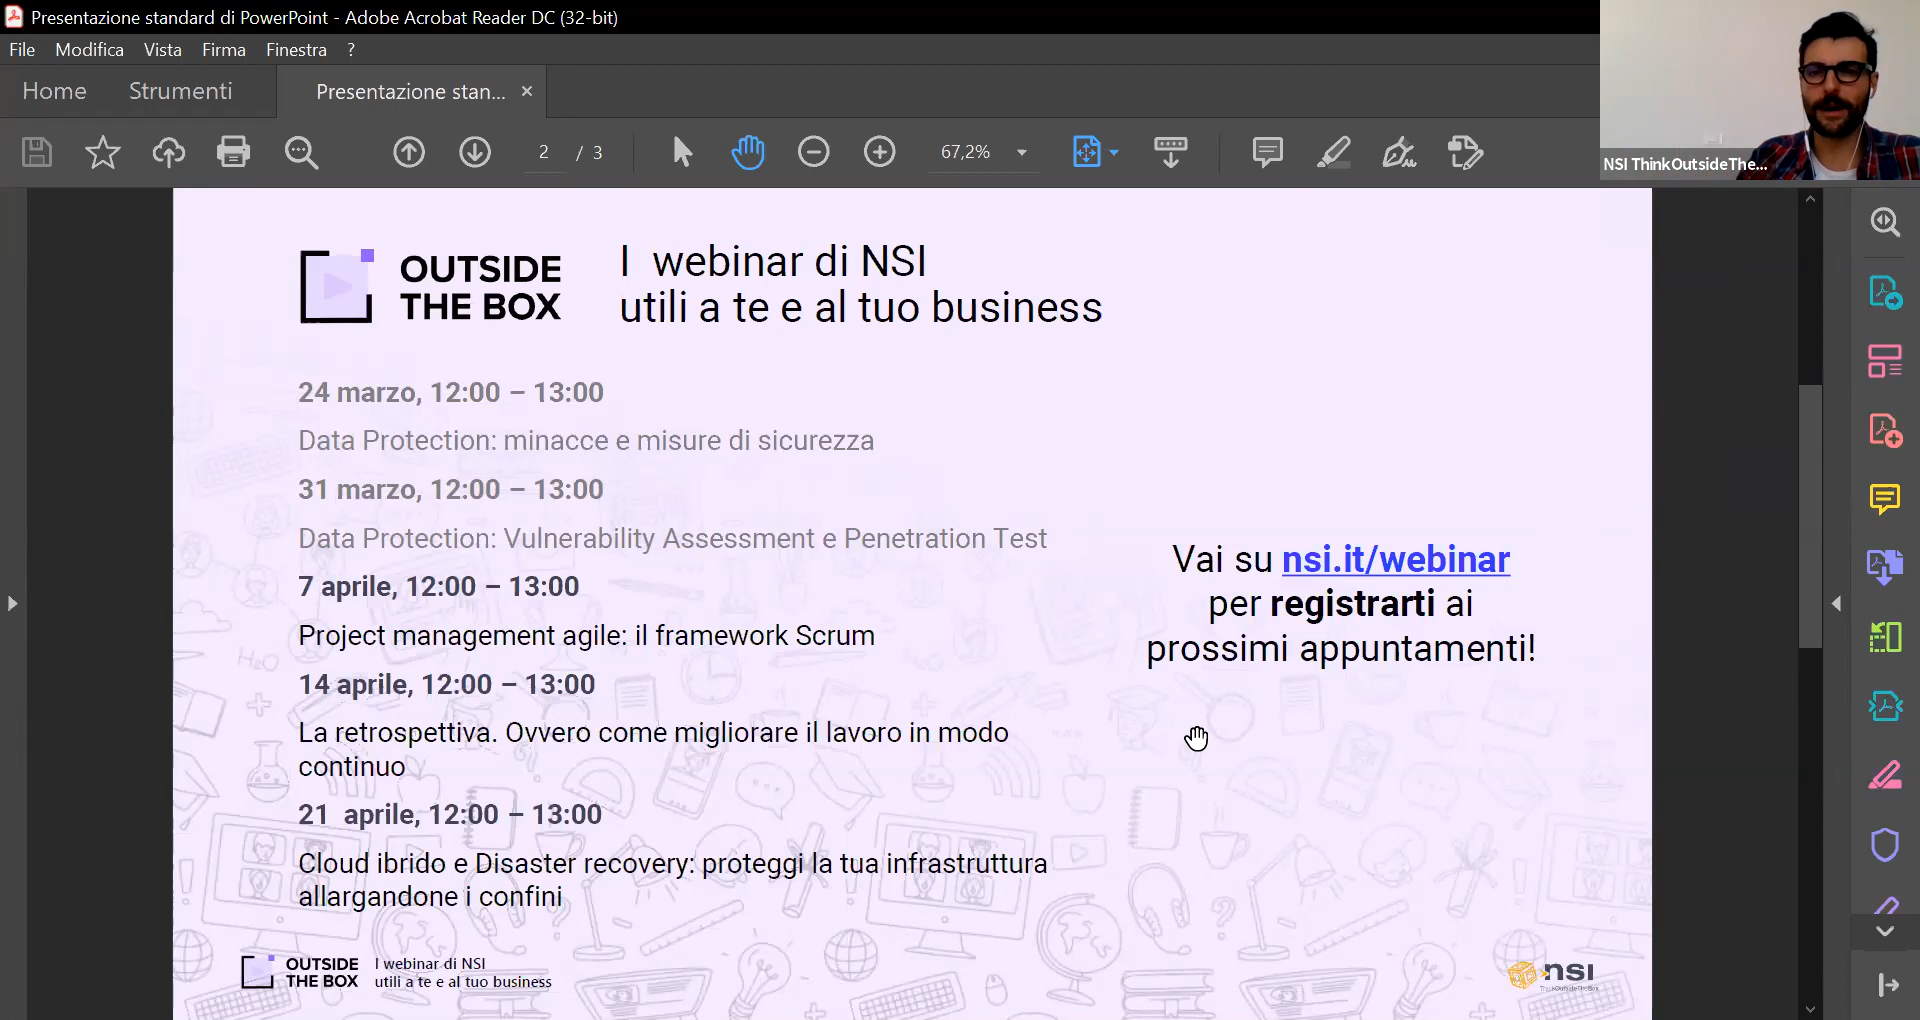 Presentazione standard di PowerPoint - Adobe Acrobat Reader DC (32-bit)
File Modifica Vista Firma Finestra ?
Home Strumenti Presentazione stan... ×
2 / 3 67,2%
NSI ThinkOutsideThe...
OUTSIDE
THE BOX
I webinar di NSI
utili a te e al tuo business
24 marzo, 12:00 – 13:00
Data Protection: minacce e misure di sicurezza
31 marzo, 12:00 – 13:00
Data Protection: Vulnerability Assessment e Penetration Test
7 aprile, 12:00 – 13:00
Project management agile: il framework Scrum
14 aprile, 12:00 – 13:00
La retrospettiva. Ovvero come migliorare il lavoro in modo
continuo
21 aprile, 12:00 – 13:00
Cloud ibrido e Disaster recovery: proteggi la tua infrastruttura
allargandone i confini
Vai su nsi.it/webinar
per registrarti ai
prossimi appuntamenti!
OUTSIDE
THE BOX
I webinar di NSI
utili a te e al tuo business
nsi
ThinkOutsideTheBox
H₂O